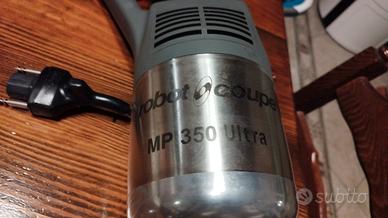 robot coupe
MP 350 Ultra
subito